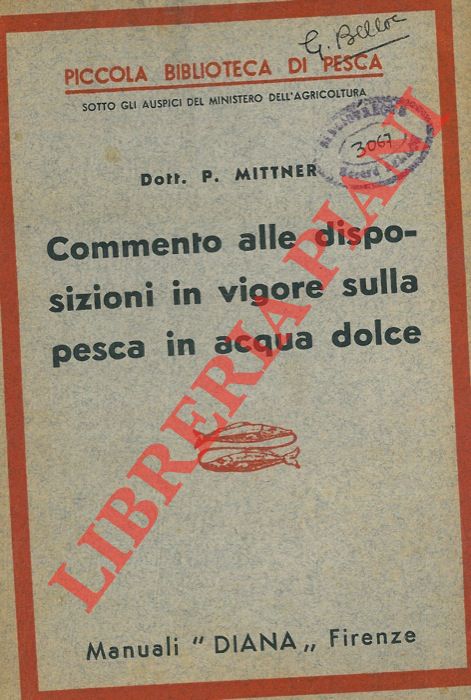 G. Belloc
PICCOLA BIBLIOTECA DI PESCA
SOTTO GLI AUSPICI DEL MINISTERO DELL'AGRICOLTURA
3067
Dott. P. MITTNER
Commento alle dispo-
sizioni in vigore sulla
pesca in acqua dolce
LIBRERIA PIANI
Manuali "DIANA„ Firenze